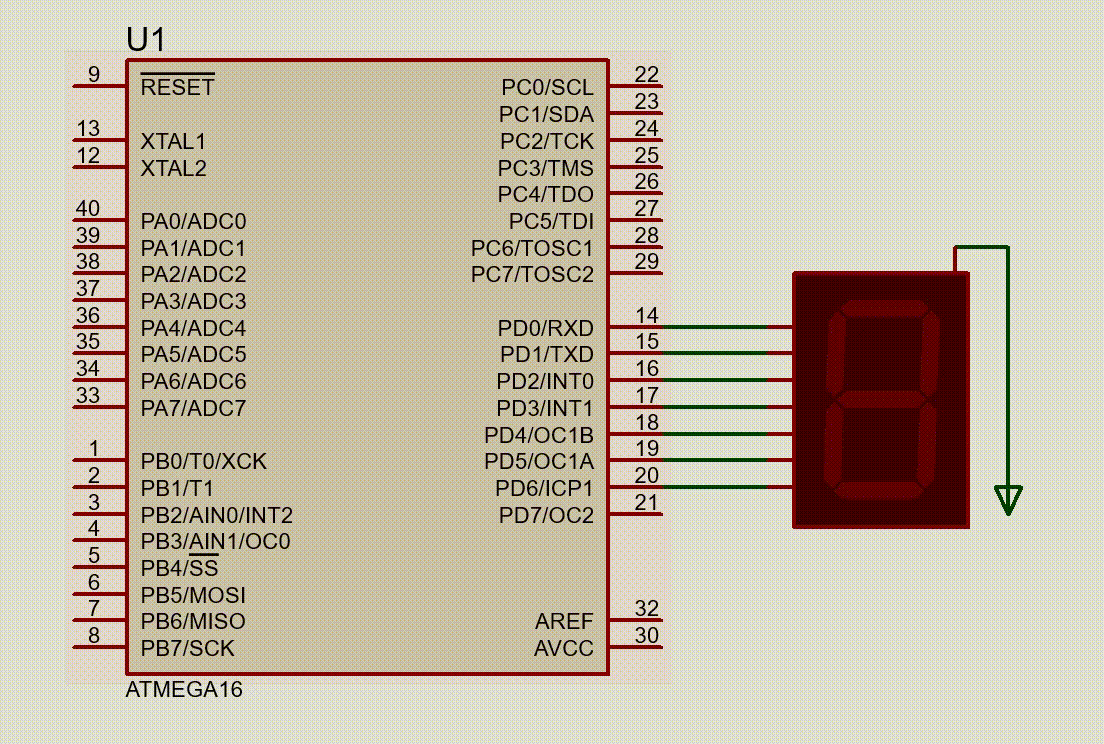 U1
9 RESET PC0/SCL 22
PC1/SDA 23
13 XTAL1 PC2/TCK 24
12 XTAL2 PC3/TMS 25
PC4/TDO 26
40 PA0/ADC0 PC5/TDI 27
39 PA1/ADC1 PC6/TOSC1 28
38 PA2/ADC2 PC7/TOSC2 29
37 PA3/ADC3
36 PA4/ADC4 PD0/RXD 14
35 PA5/ADC5 PD1/TXD 15
34 PA6/ADC6 PD2/INT0 16
33 PA7/ADC7 PD3/INT1 17
PD4/OC1B 18
1 PB0/T0/XCK PD5/OC1A 19
2 PB1/T1 PD6/ICP1 20
3 PB2/AIN0/INT2 PD7/OC2 21
4 PB3/AIN1/OC0
5 PB4/SS
6 PB5/MOSI
7 PB6/MISO AREF 32
8 PB7/SCK AVCC 30
ATMEGA16